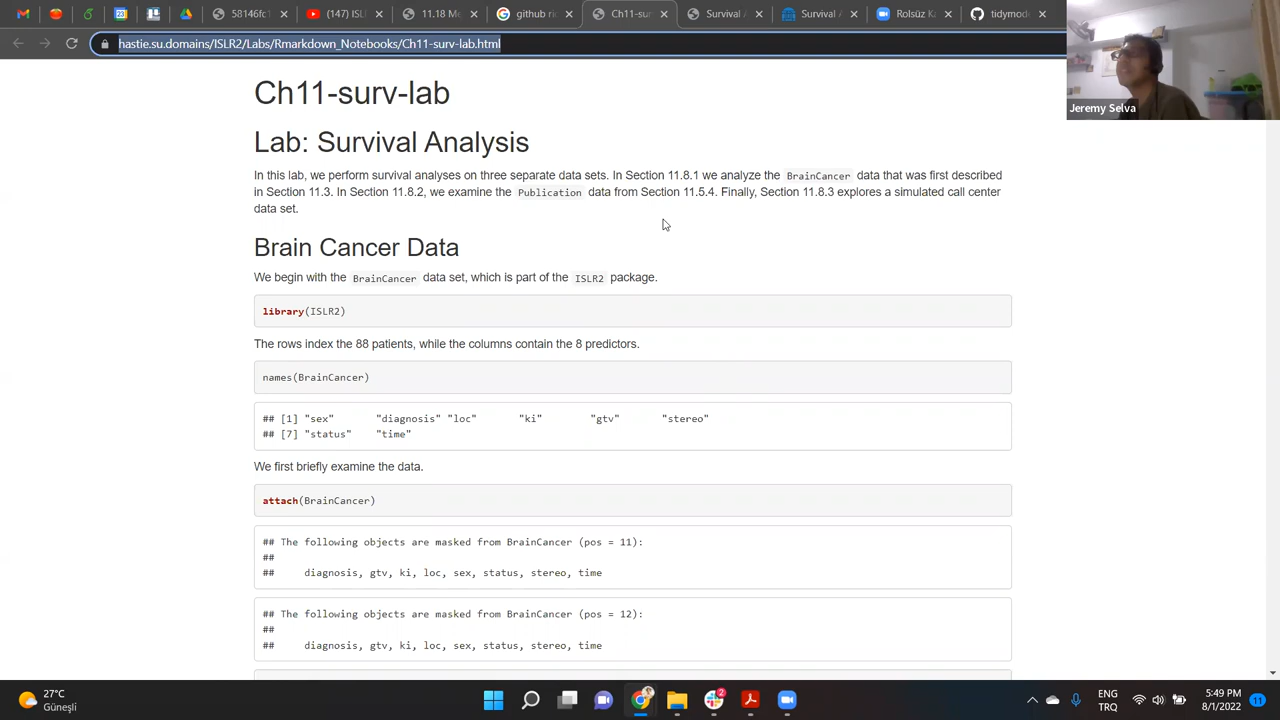 58146fc1
(147) ISL
11.18 Me
github
Ch11-sur
Survival A
Survival A
Rolsüz Ka
tidymode
hastie.su.domains/ISLR2/Labs/Rmarkdown_Notebooks/Ch11-surv-lab.html
Jeremy Selva
Ch11-surv-lab
Lab: Survival Analysis
In this lab, we perform survival analyses on three separate data sets. In Section 11.8.1 we analyze the BrainCancer data that was first described
in Section 11.3. In Section 11.8.2, we examine the Publication data from Section 11.5.4. Finally, Section 11.8.3 explores a simulated call center
data set.
Brain Cancer Data
We begin with the BrainCancer data set, which is part of the ISLR2 package.
library(ISLR2)
The rows index the 88 patients, while the columns contain the 8 predictors.
names(BrainCancer)
## [1] "sex" "diagnosis" "loc" "ki" "gtv" "stereo"
## [7] "status" "time"
We first briefly examine the data.
attach(BrainCancer)
## The following objects are masked from BrainCancer (pos = 11):
##
## diagnosis, gtv, ki, loc, sex, status, stereo, time
## The following objects are masked from BrainCancer (pos = 12):
##
## diagnosis, gtv, ki, loc, sex, status, stereo, time
27°C
Güneşli
2
ENG
TRQ
5:49 PM
8/1/2022
11